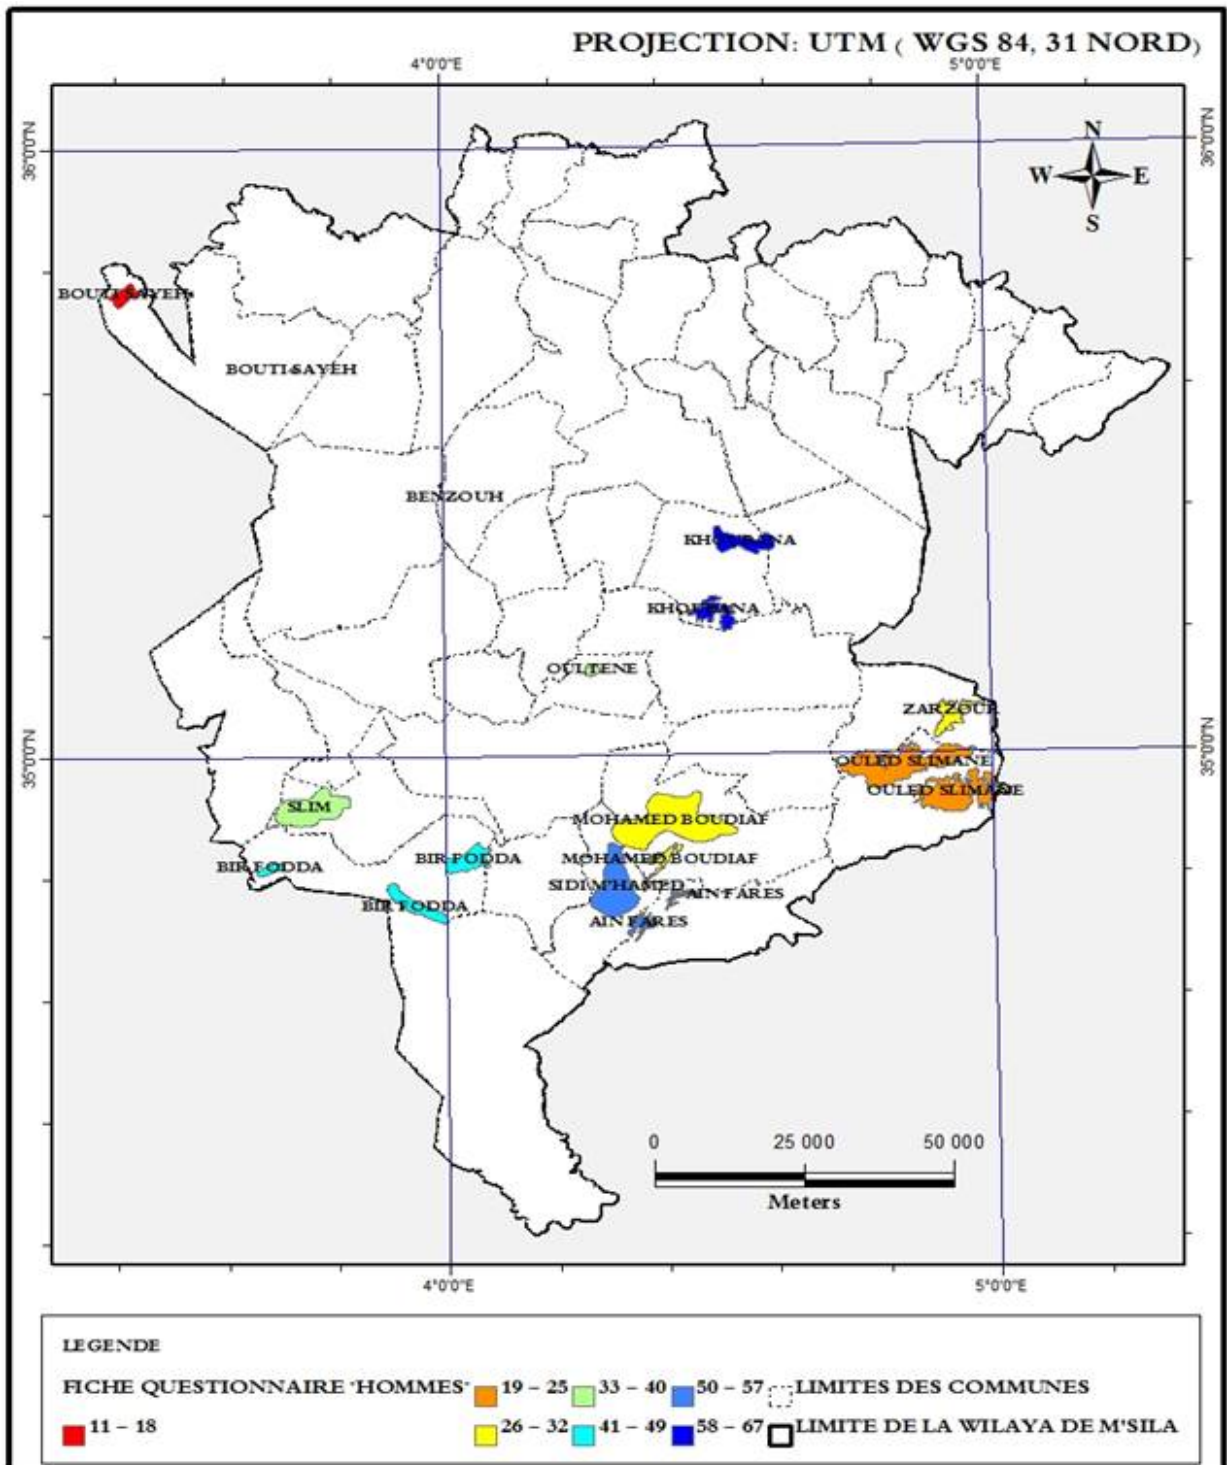 PROJECTION: UTM ( WGS 84, 31 NORD)
4°0'0"E
5°0'0"E
36°0'0"N
36°0'0"N
N
W E
S
BOUTI SAYEH
BOUTI SAYEH
BENZOUH
KHOUBANA
KHOUBANA
OULTENE
ZARZOUR
35°0'0"N
35°0'0"N
OULED SLIMANE
OULED SLIMANE
SLIM
MOHAMED BOUDIAF
BIR FODDA
BIR FODDA
MOHAMED BOUDIAF
SIDI M'HAMED
AIN FARES
BIR FODDA
AIN FARES
0 25 000 50 000
Meters
4°0'0"E
5°0'0"E
LEGENDE
FICHE QUESTIONNAIRE "HOMMES" 19 – 25 33 – 40 50 – 57 LIMITES DES COMMUNES
11 – 18 26 – 32 41 – 49 58 – 67 LIMITE DE LA WILAYA DE M'SILA